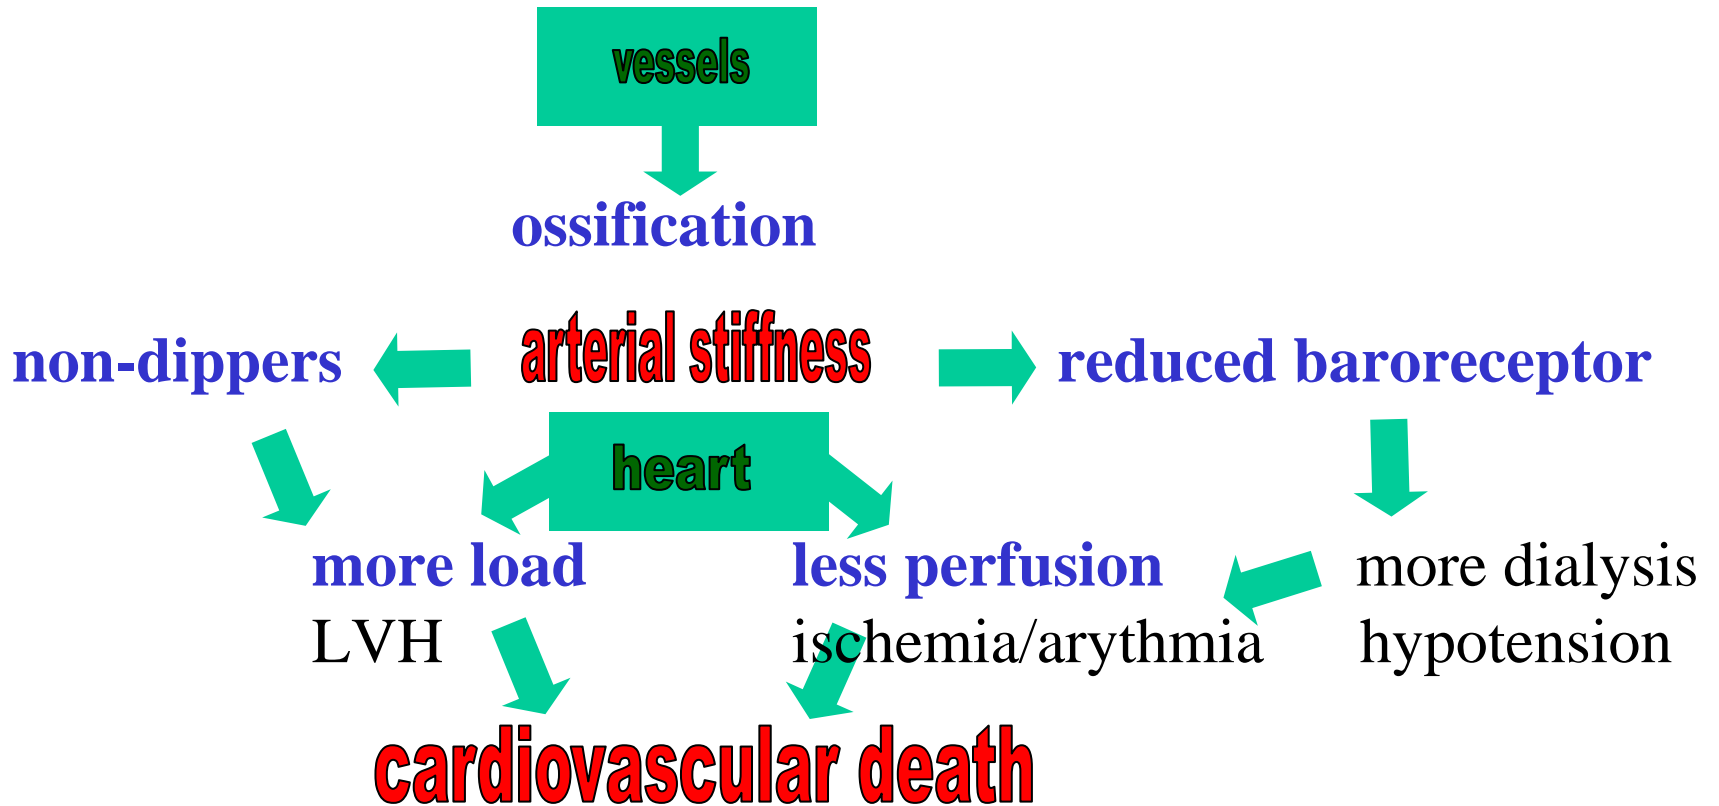 vessels
ossification
non-dippers
arterial stiffness
reduced baroreceptor
heart
more load
LVH
less perfusion
ischemia/arythmia
more dialysis
hypotension
cardiovascular death